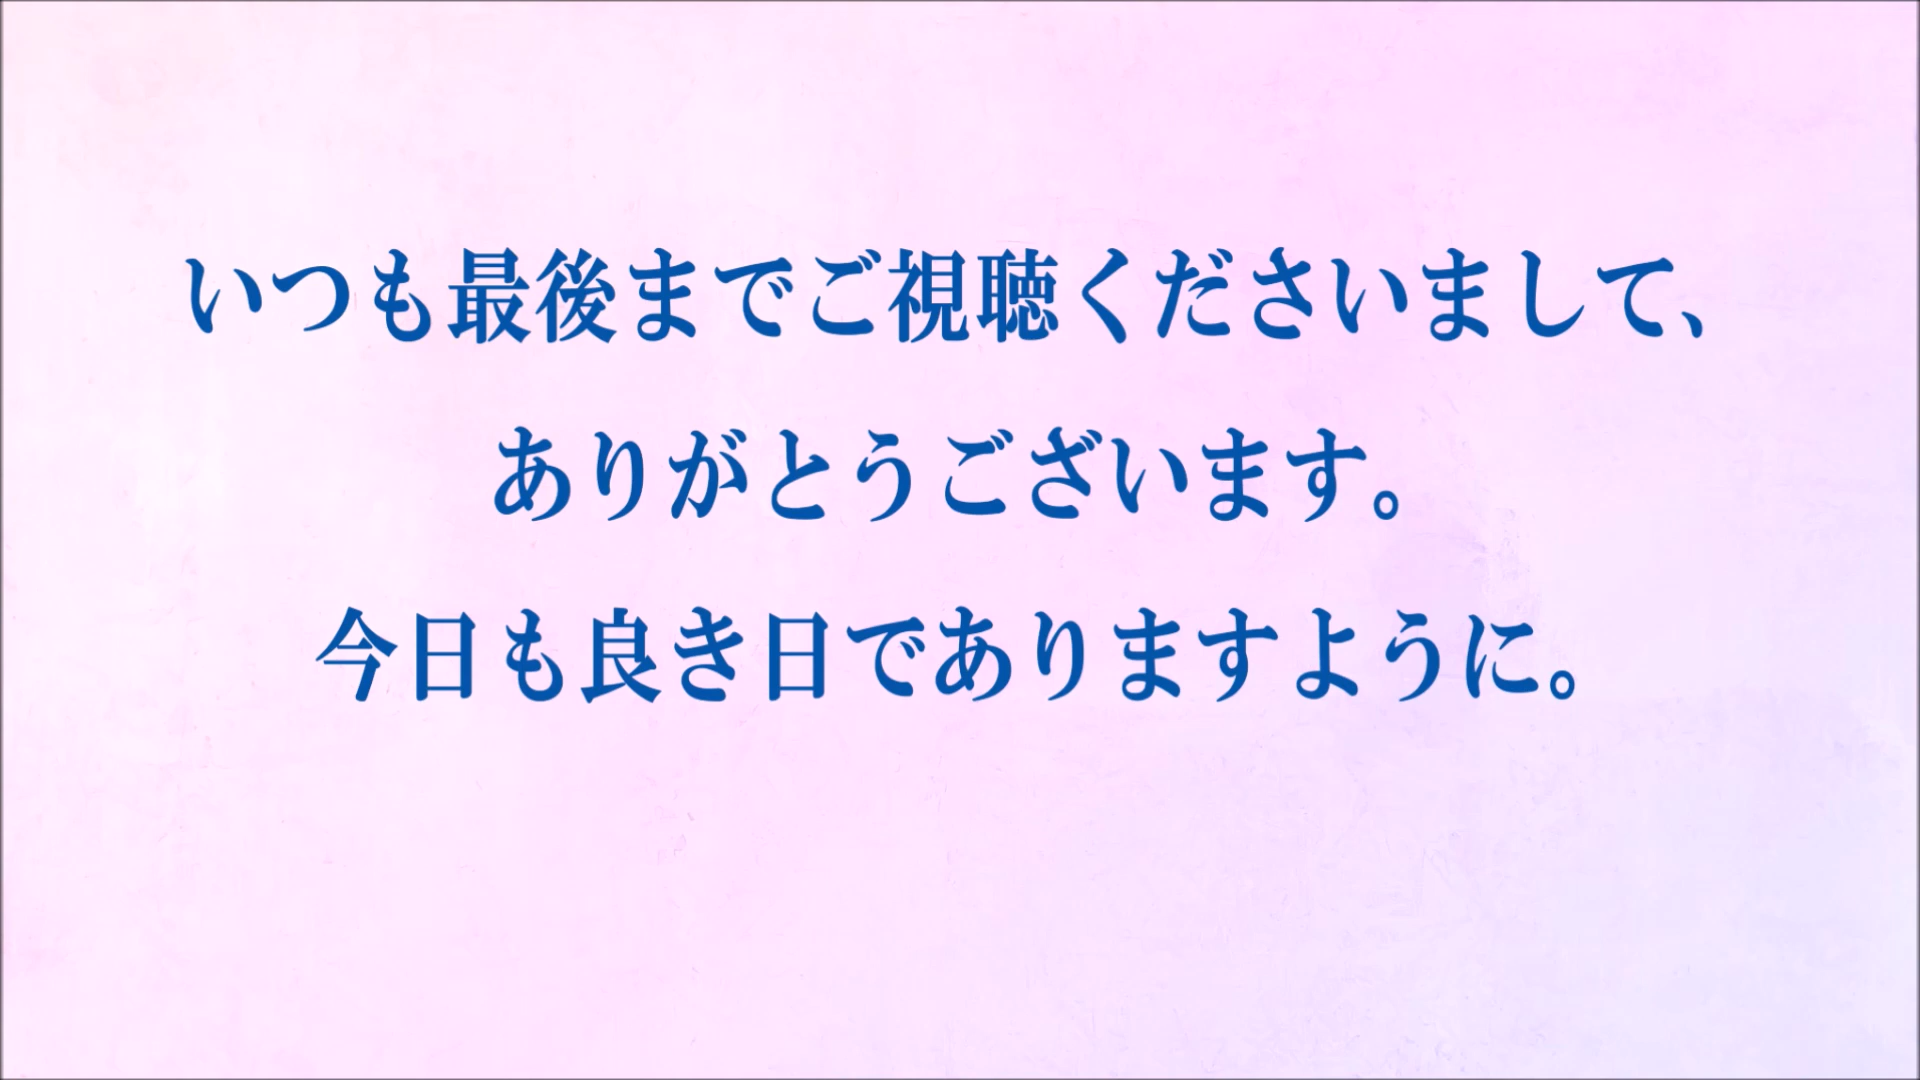 いつも最後までご視聴くださいまして、
ありがとうございます。
今日も良き日でありますように。